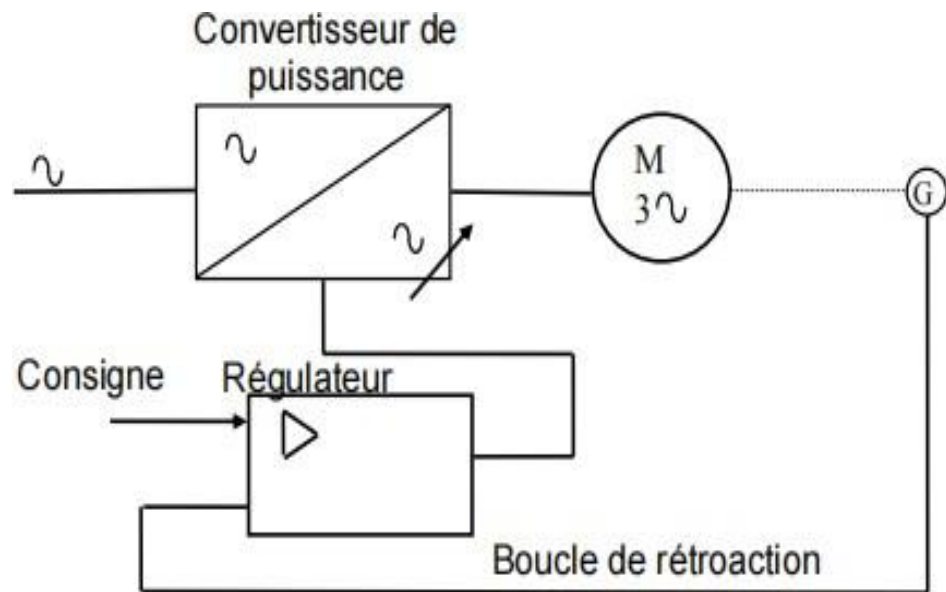 Convertisseur de
puissance
M
3
G
Consigne
Régulateur
Boucle de rétroaction